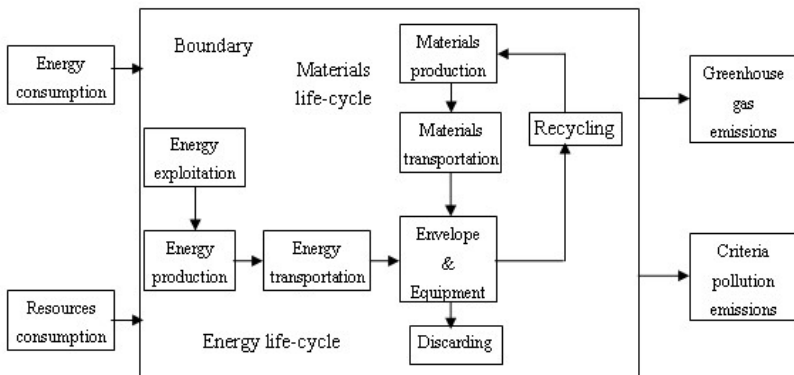 Boundary
Materials
production
Energy
consumption
Materials
life-cycle
Greenhouse
gas
emissions
Materials
transportation
Recycling
Energy
exploitation
Energy
production
Energy
transportation
Envelope
&
Equipment
Criteria
pollution
emissions
Resources
consumption
Energy life-cycle
Discarding